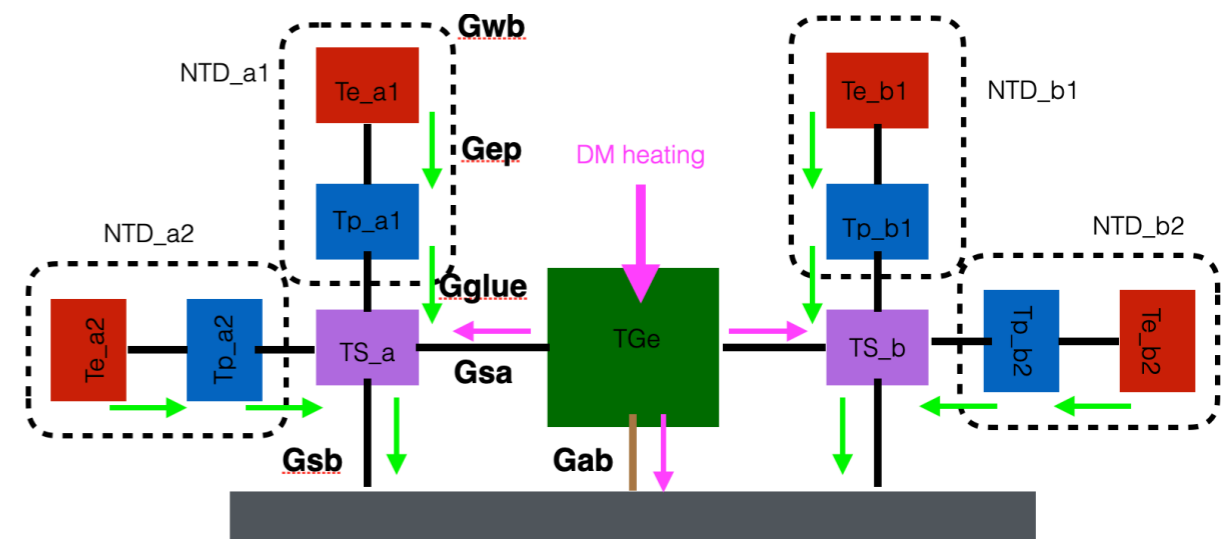 Gwb
NTD_a1
Te_a1
Te_b1
NTD_b1
Gep
DM heating
Tp_a1
Tp_b1
NTD_a2
NTD_b2
Gglue
Te_a2
Tp_a2
TS_a
TGe
TS_b
Tp_b2
Te_b2
Gsa
Gsb
Gab